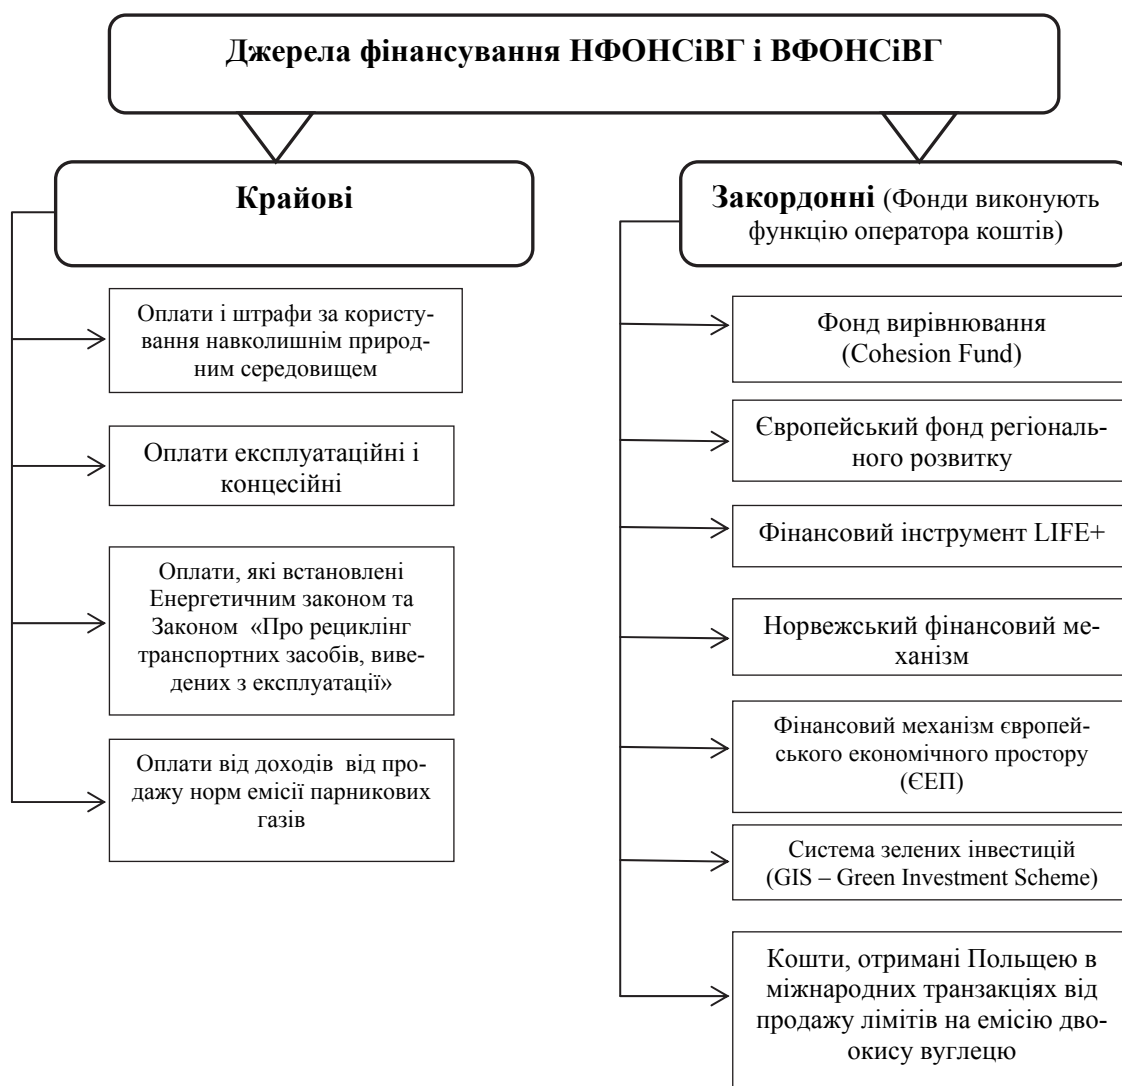 Джерела фінансування НФОНСіВГ і ВФОНСіВГ
Крайові
Оплати і штрафи за користу-
вання навколишнім природ-
ним середовищем
Оплати експлуатаційні і
концесійні
Оплати, які встановлені
Енергетичним законом та
Законом «Про рециклінг
транспортних засобів, виве-
дених з експлуатації»
Оплати від доходів від про-
дажу норм емісії парникових
газів
Закордонні (Фонди виконують
функцію оператора коштів)
Фонд вирівнювання
(Cohesion Fund)
Європейський фонд регіональ-
ного розвитку
Фінансовий інструмент LIFE+
Норвежський фінансовий ме-
ханізм
Фінансовий механізм європей-
ського економічного простору
(ЄЕП)
Система зелених інвестицій
(GIS – Green Investment Scheme)
Кошти, отримані Польщею в
міжнародних транзакціях від
продажу лімітів на емісію дво-
окису вуглецю